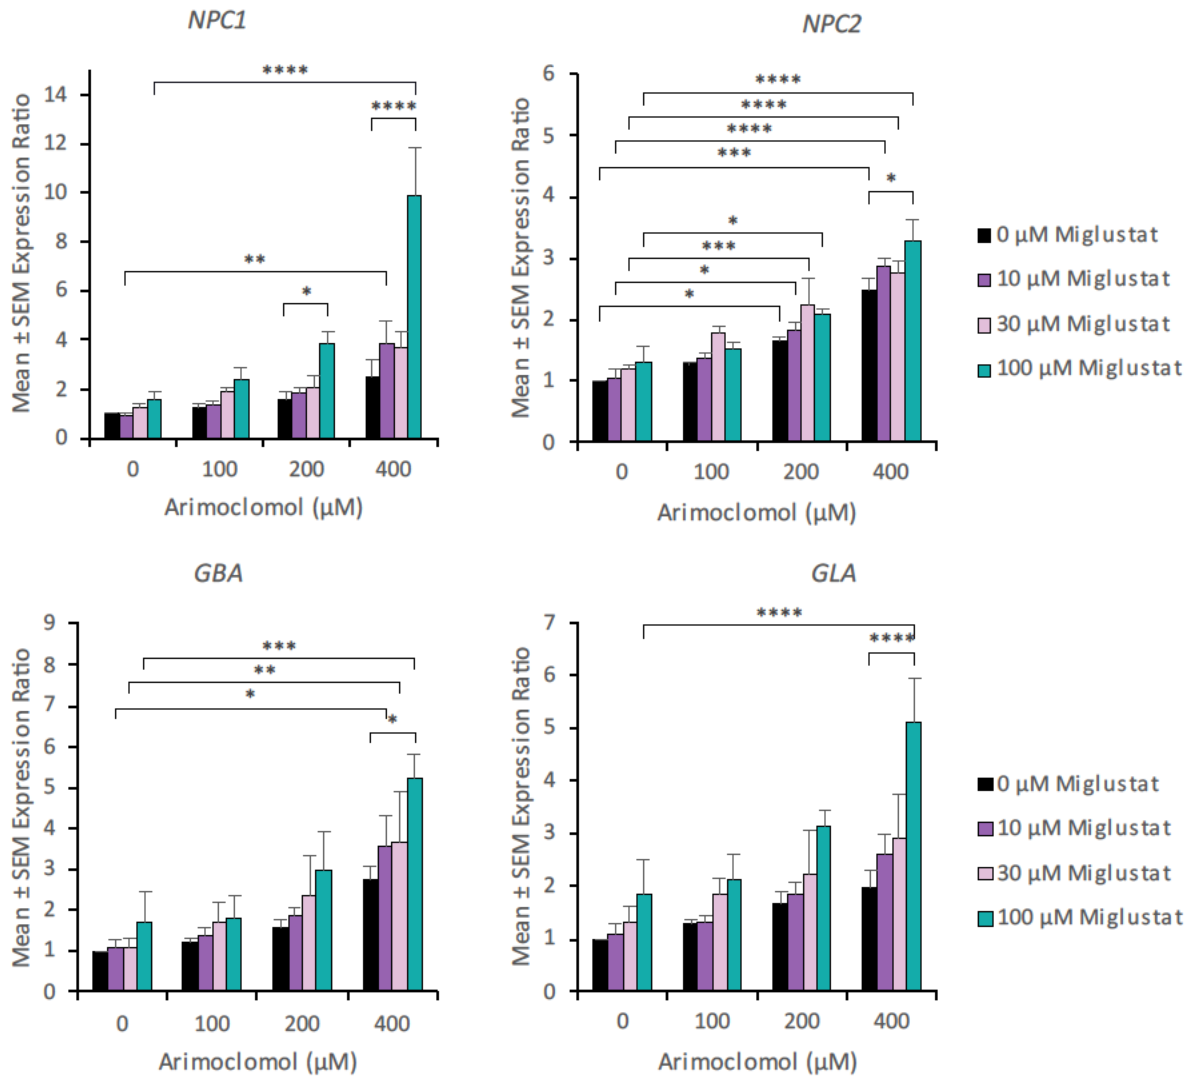 NPC1
Mean ± SEM Expression Ratio
14
12
10
8
6
4
2
0
****
****
**
*
0 100 200 400
Arimoclomol (µM)
NPC2
Mean ± SEM Expression Ratio
6
5
4
3
2
1
0
****
****
****
***
*
*
***
*
*
0 100 200 400
Arimoclomol (µM)
0 µM Miglustat
10 µM Miglustat
30 µM Miglustat
100 µM Miglustat
GBA
Mean ± SEM Expression Ratio
9
8
7
6
5
4
3
2
1
0
***
**
*
*
0 100 200 400
Arimoclomol (µM)
GLA
Mean ± SEM Expression Ratio
7
6
5
4
3
2
1
0
****
****
0 100 200 400
Arimoclomol (µM)
0 µM Miglustat
10 µM Miglustat
30 µM Miglustat
100 µM Miglustat